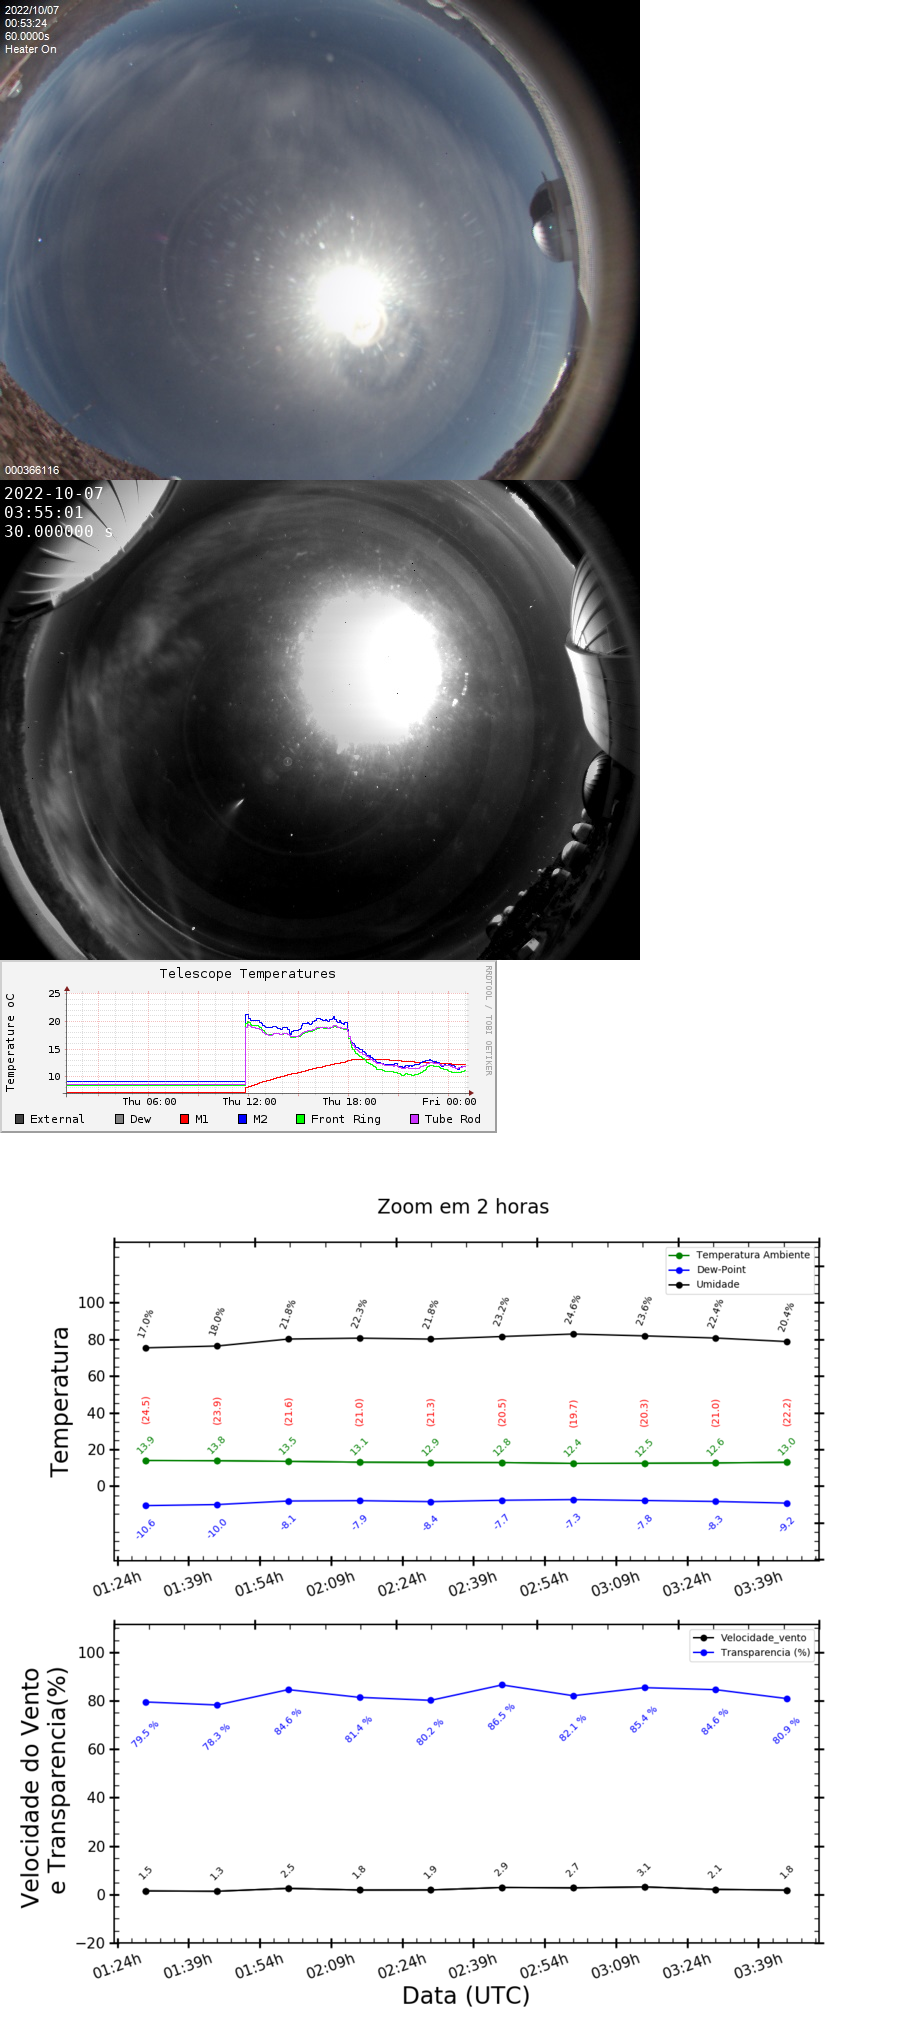 2022/10/07
00:53:24
60.0000s
Heater On
000366116
2022-10-07
03:55:01
30.000000 s
Telescope Temperatures
RRDTOOL / TOBI OETIKER
Temperature oC
25
20
15
10
Thu 06:00 Thu 12:00 Thu 18:00 Fri 00:00
External Dew M1 M2 Front Ring Tube Rod
Zoom em 2 horas
Temperatura Ambiente
Dew-Point
Umidade
Temperatura
100
80
60
40
20
0
17.0% 18.0% 21.8% 22.3% 21.8% 23.2% 24.6% 23.6% 22.4% 20.4%
(24.5) (23.9) (21.6) (21.0) (21.3) (20.5) (19.7) (20.3) (21.0) (22.2)
13.9 13.8 13.5 13.1 12.9 12.8 12.4 12.5 12.6 13.0
-10.6 -10.0 -8.1 -7.9 -8.4 -7.7 -7.3 -7.8 -8.3 -9.2
01:24h 01:39h 01:54h 02:09h 02:24h 02:39h 02:54h 03:09h 03:24h 03:39h
Velocidade_vento
Transparencia (%)
Velocidade do Vento
e Transparencia(%)
100
80
60
40
20
0
−20
79.5 % 78.3 % 84.6 % 81.4 % 80.2 % 86.5 % 82.1 % 85.4 % 84.6 % 80.9 %
1.5 1.3 2.5 1.8 1.9 2.9 2.7 3.1 2.1 1.8
01:24h 01:39h 01:54h 02:09h 02:24h 02:39h 02:54h 03:09h 03:24h 03:39h
Data (UTC)